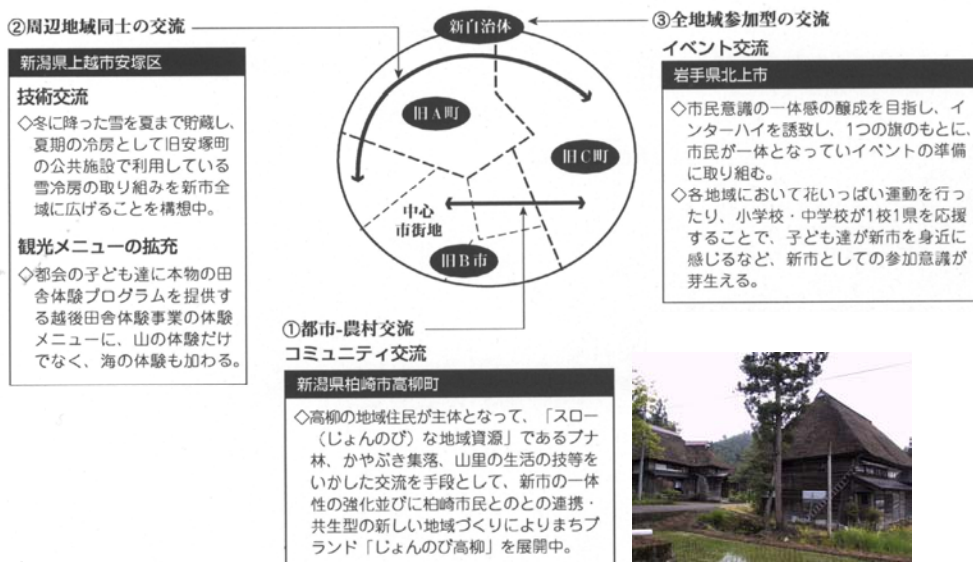 ②周辺地域同士の交流
新潟県上越市安塚区
技術交流
◇冬に降った雪を夏まで貯蔵し、
夏期の冷房として旧安塚町
の公共施設で利用している
雪冷房の取り組みを新市全
域に広げることを構想中。
観光メニューの拡充
◇都会の子ども達に本物の田
舎体験プログラムを提供す
る越後田舎体験事業の体験
メニューに、山の体験だけ
でなく、海の体験も加わる。
新自治体
旧A町
旧C町
中心
市街地
旧B市
③全地域参加型の交流
イベント交流
岩手県北上市
◇市民意識の一体感の醸成を目指し、イ
ンターハイを誘致し、1つの旗のもとに、
市民が一体となっていイベントの準備
に取り組む。
◇各地域において花いっぱい運動を行っ
たり、小学校・中学校が1校1県を応援
することで、子ども達が新市を身近に
感じるなど、新市としての参加意識が
芽生える。
①都市-農村交流
コミュニティ交流
新潟県柏崎市高柳町
◇高柳の地域住民が主体となって、「スロー
（じょんのび）な地域資源」であるブナ
林、かやぶき集落、山里の生活の技等を
いかした交流を手段として、新市の一体
性の強化並びに柏崎市民とのとの連携・
共生型の新しい地域づくりによりまちブ
ランド「じょんのび高柳」を展開中。